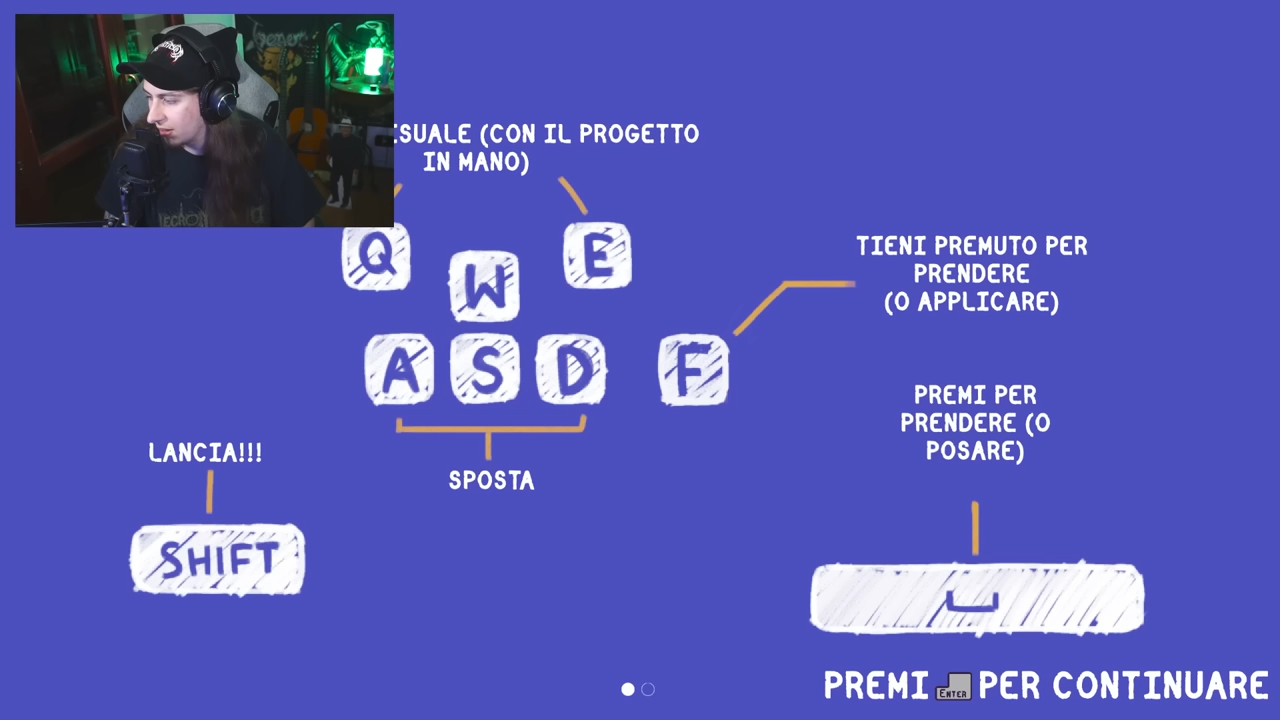 (CON IL PROGETTO
IN MANO)
Q
W
E
TIENI PREMUTO PER
PRENDERE
(O APPLICARE)
A S D F
PREMI PER
PRENDERE (O
POSARE)
LANCIA!!!
SPOSTA
SHIFT
PREMI ENTER PER CONTINUARE